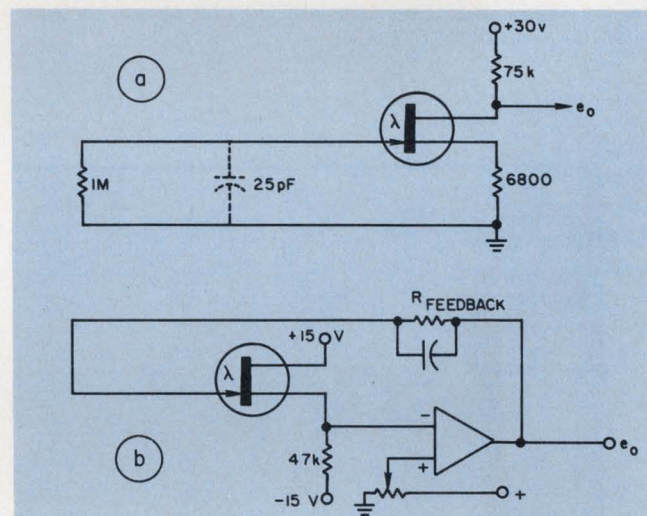 +30v
a
75k
e₀
λ
1M
25pF
6800
R FEEDBACK
+15 V
λ
b
47k
-15 V
-
+
+
e₀